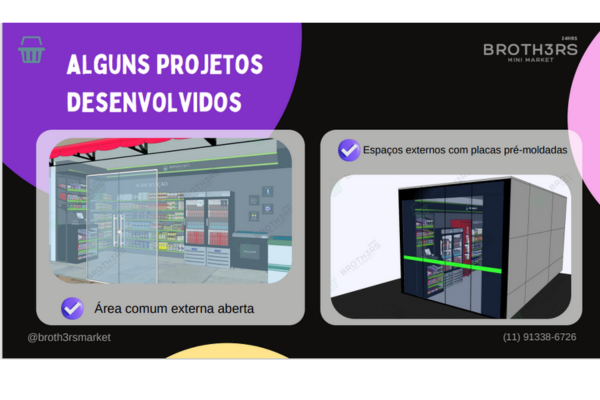 24HRS
BROTH3RS
MINI MARKET
ALGUNS PROJETOS
DESENVOLVIDOS
Espaços externos com placas pré-moldadas
Área comum externa aberta
@broth3rsmarket
(11) 91338-6726